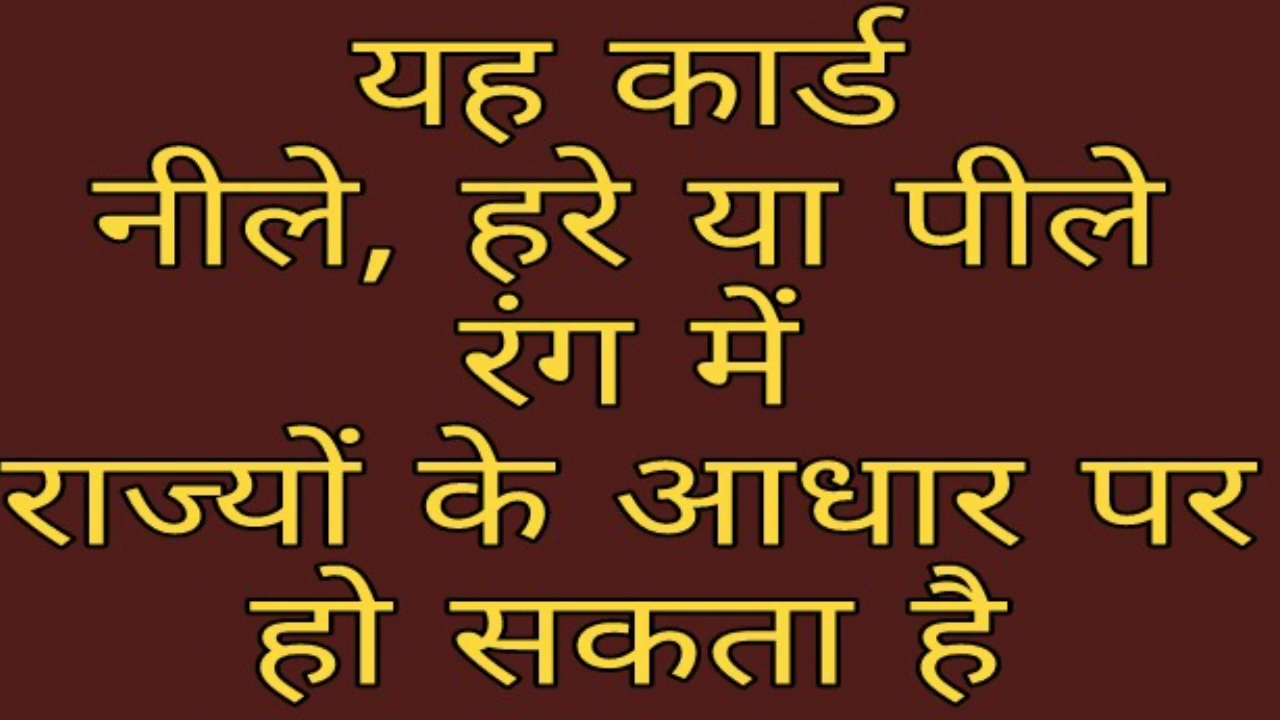 यह कार्ड
नीले, हरे या पीले
रंग में
राज्यों के आधार पर
हो सकता है